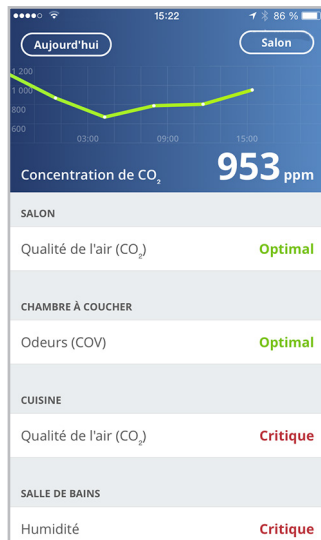 15:22 86 %
Aujourd'hui Salon
1 200
1 000
800
600
03:00 09:00 15:00
Concentration de CO₂ 953 ppm
SALON
Qualité de l'air (CO₂) Optimal
CHAMBRE À COUCHER
Odeurs (COV) Optimal
CUISINE
Qualité de l'air (CO₂) Critique
SALLE DE BAINS
Humidité Critique